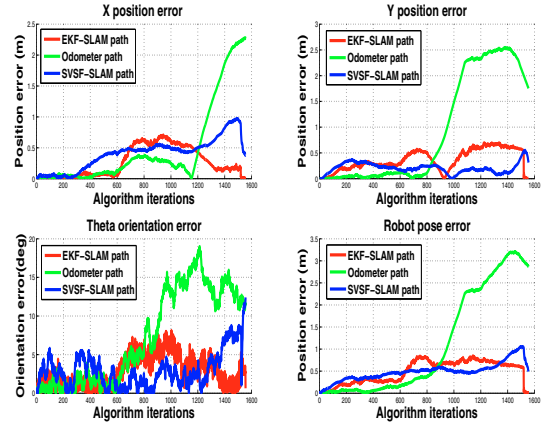 X position error
Position error (m)
2.5
2
1.5
1
0.5
0
EKF-SLAM path
Odometer path
SVSF-SLAM path
0 200 400 600 800 1000 1200 1400 1600
Algorithm iterations
Y position error
Position error (m)
3
2.5
2
1.5
1
0.5
0
EKF-SLAM path
Odometer path
SVSF-SLAM path
0 200 400 600 800 1000 1200 1400 1600
Algorithm iterations
Theta orientation error
Orientation error(deg)
20
15
10
5
0
EKF-SLAM path
Odometer path
SVSF-SLAM path
0 200 400 600 800 1000 1200 1400 1600
Algorithm iterations
Robot pose error
Position error (m)
3.5
3
2.5
2
1.5
1
0.5
0
EKF-SLAM path
Odometer path
SVSF-SLAM path
0 200 400 600 800 1000 1200 1400 1600
Algorithm iterations